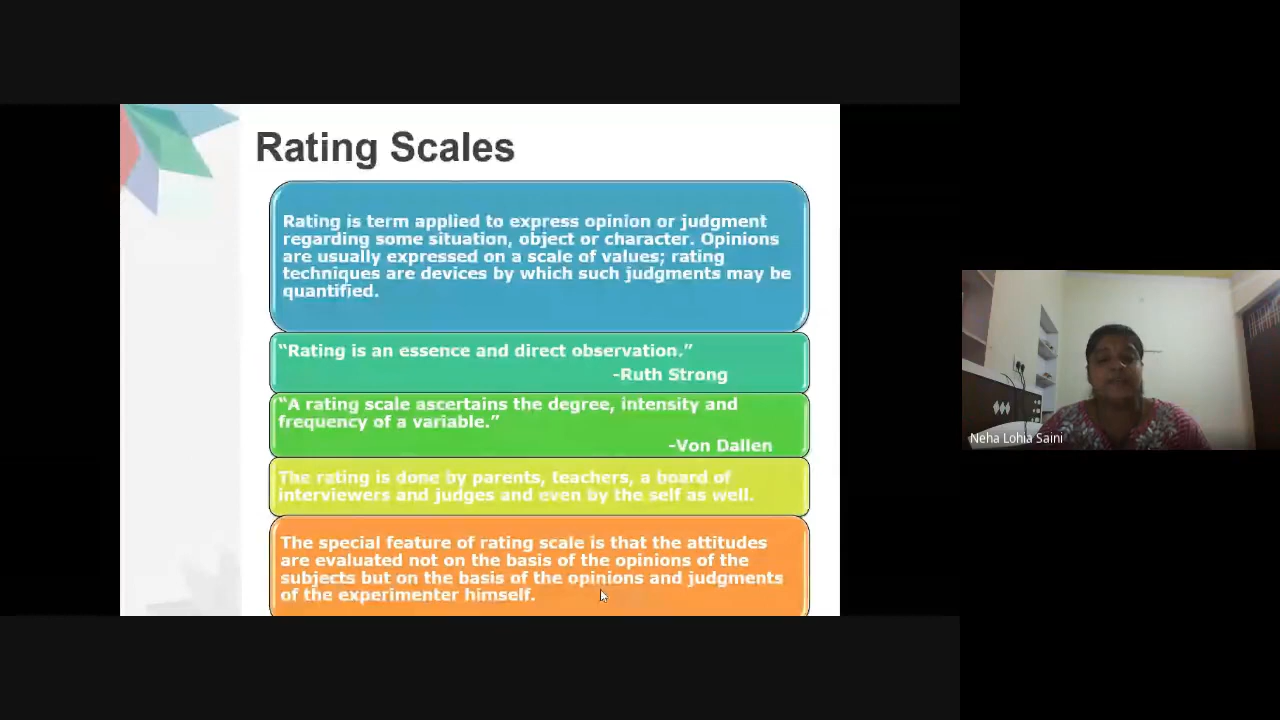 Rating Scales
Rating is term applied to express opinion or judgment
regarding some situation, object or character. Opinions
are usually expressed on a scale of values; rating
techniques are devices by which such judgments may be
quantified.
“Rating is an essence and direct observation.”
-Ruth Strong
“A rating scale ascertains the degree, intensity and
frequency of a variable.”
-Von Dallen
The rating is done by parents, teachers, a board of
interviewers and judges and even by the self as well.
The special feature of rating scale is that the attitudes
are evaluated not on the basis of the opinions of the
subjects but on the basis of the opinions and judgments
of the experimenter himself.
Neha Lohia Saini